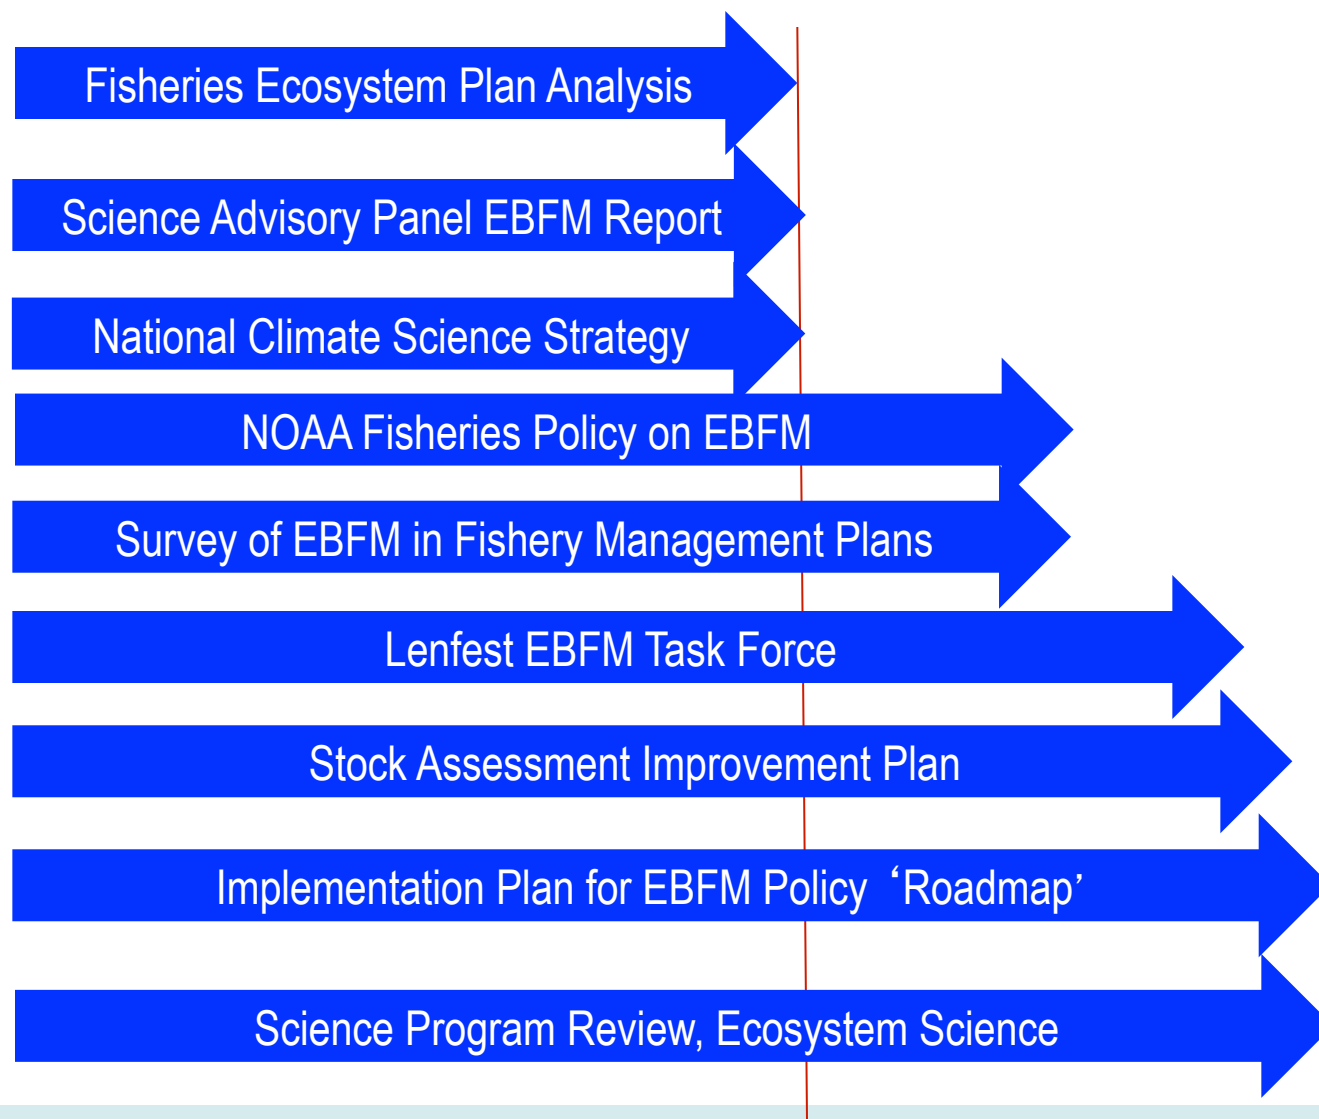 Fisheries Ecosystem Plan Analysis
Science Advisory Panel EBFM Report
National Climate Science Strategy
NOAA Fisheries Policy on EBFM
Survey of EBFM in Fishery Management Plans
Lenfest EBFM Task Force
Stock Assessment Improvement Plan
Implementation Plan for EBFM Policy ‘Roadmap’
Science Program Review, Ecosystem Science